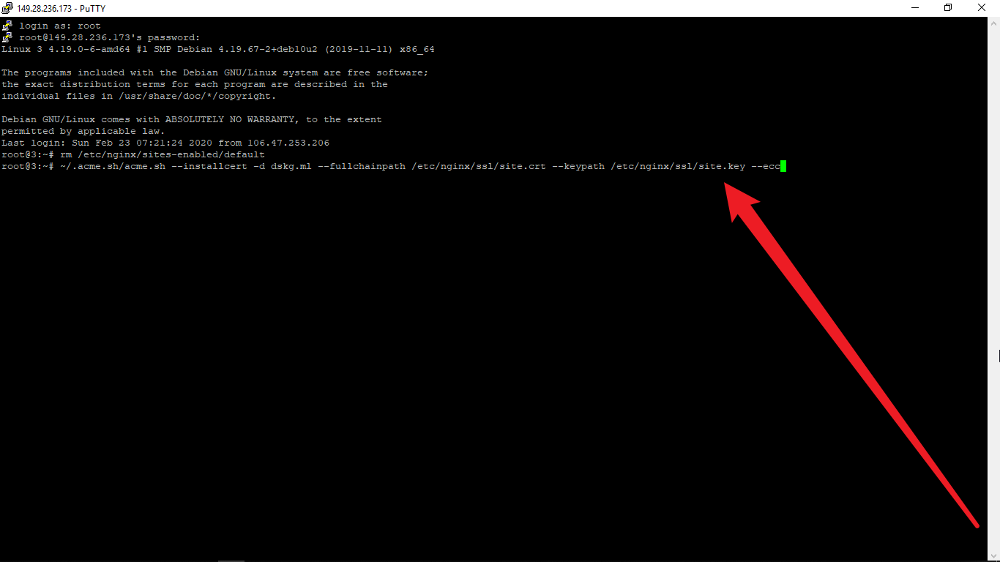 149.28.236.173 - PuTTY
login as: root
root@149.28.236.173's password:
Linux 3 4.19.0-6-amd64 #1 SMP Debian 4.19.67-2+deb10u2 (2019-11-11) x86_64
The programs included with the Debian GNU/Linux system are free software;
the exact distribution terms for each program are described in the
individual files in /usr/share/doc/*/copyright.
Debian GNU/Linux comes with ABSOLUTELY NO WARRANTY, to the extent
permitted by applicable law.
Last login: Sun Feb 23 07:21:24 2020 from 106.47.253.206
root@3:~# rm /etc/nginx/sites-enabled/default
root@3:~# ~/.acme.sh/acme.sh --installcert -d dskg.ml --fullchainpath /etc/nginx/ssl/site.crt --keypath /etc/nginx/ssl/site.key --ecc